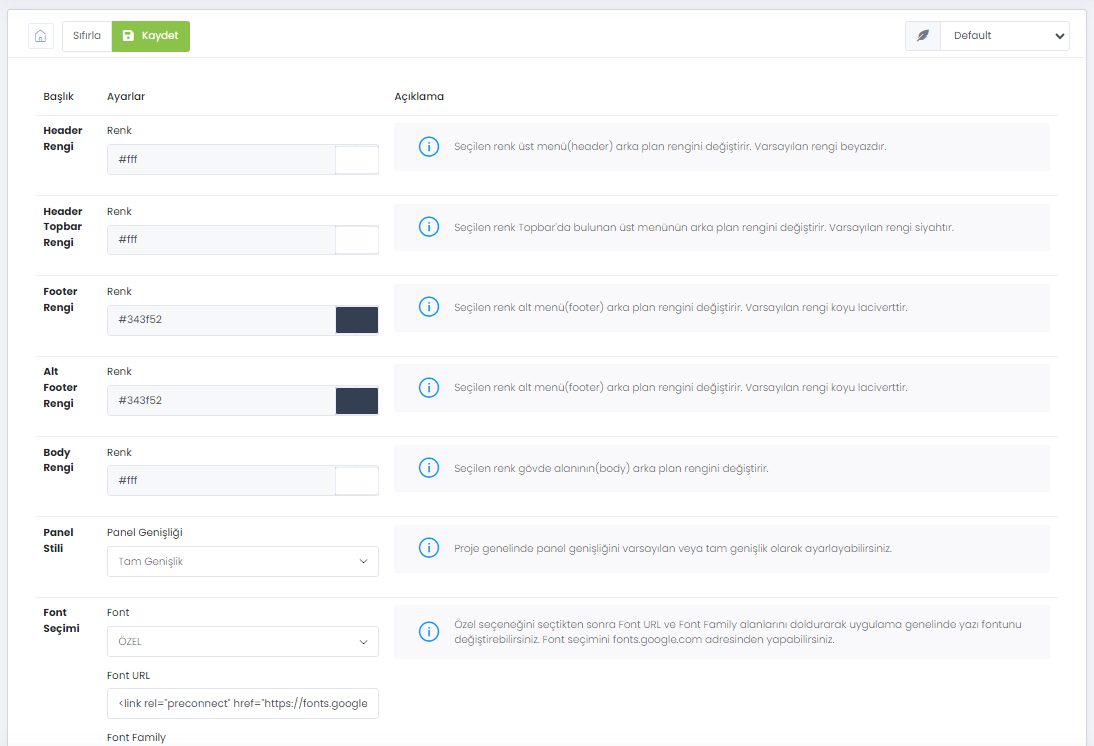 Sıfırla
Kaydet
Default
Başlık
Ayarlar
Açıklama
Header
Rengi
Renk
#fff
Seçilen renk üst menü(header) arka plan rengini değiştirir. Varsayılan rengi beyazdır.
Header
Topbar
Rengi
Renk
#fff
Seçilen renk Topbar'da bulunan üst menünün arka plan rengini değiştirir. Varsayılan rengi siyahtır.
Footer
Rengi
Renk
#343f52
Seçilen renk alt menü(footer) arka plan rengini değiştirir. Varsayılan rengi koyu laciverttir.
Alt
Footer
Rengi
Renk
#343f52
Seçilen renk alt menü(footer) arka plan rengini değiştirir. Varsayılan rengi koyu laciverttir.
Body
Rengi
Renk
#fff
Seçilen renk gövde alanının(body) arka plan rengini değiştirir.
Panel
Stili
Panel Genişliği
Tam Genişlik
Proje genelinde panel genişliğini varsayılan veya tam genişlik olarak ayarlayabilirsiniz.
Font
Seçimi
Font
ÖZEL
Özel seçeneğini seçtikten sonra Font URL ve Font Family alanlarını doldurarak uygulama genelinde yazı fontunu
değiştirebilirsiniz. Font seçimini fonts.google.com adresinden yapabilirsiniz.
Font URL
<link rel="preconnect" href="https://fonts.google
Font Family